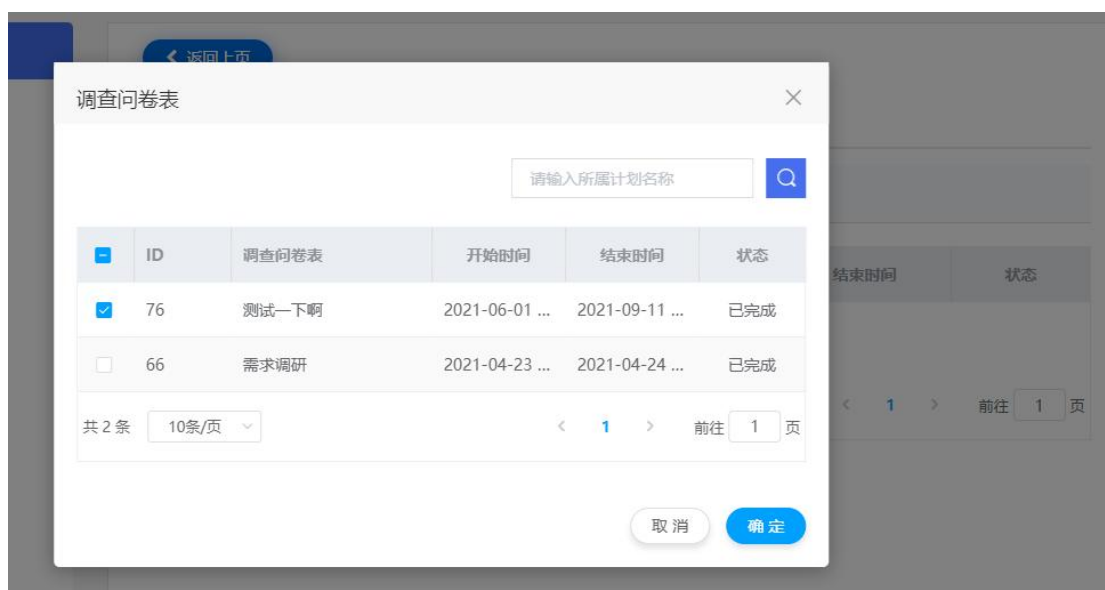 返回上页
调查问卷表
请输入所属计划名称
ID 调查问卷表 开始时间 结束时间 状态
结束时间 状态
76 测试一下啊 2021-06-01 ... 2021-09-11 ... 已完成
66 需求调研 2021-04-23 ... 2021-04-24 ... 已完成
共 2 条 10条/页 1 前往 1 页
1 前往 1 页
取消 确定